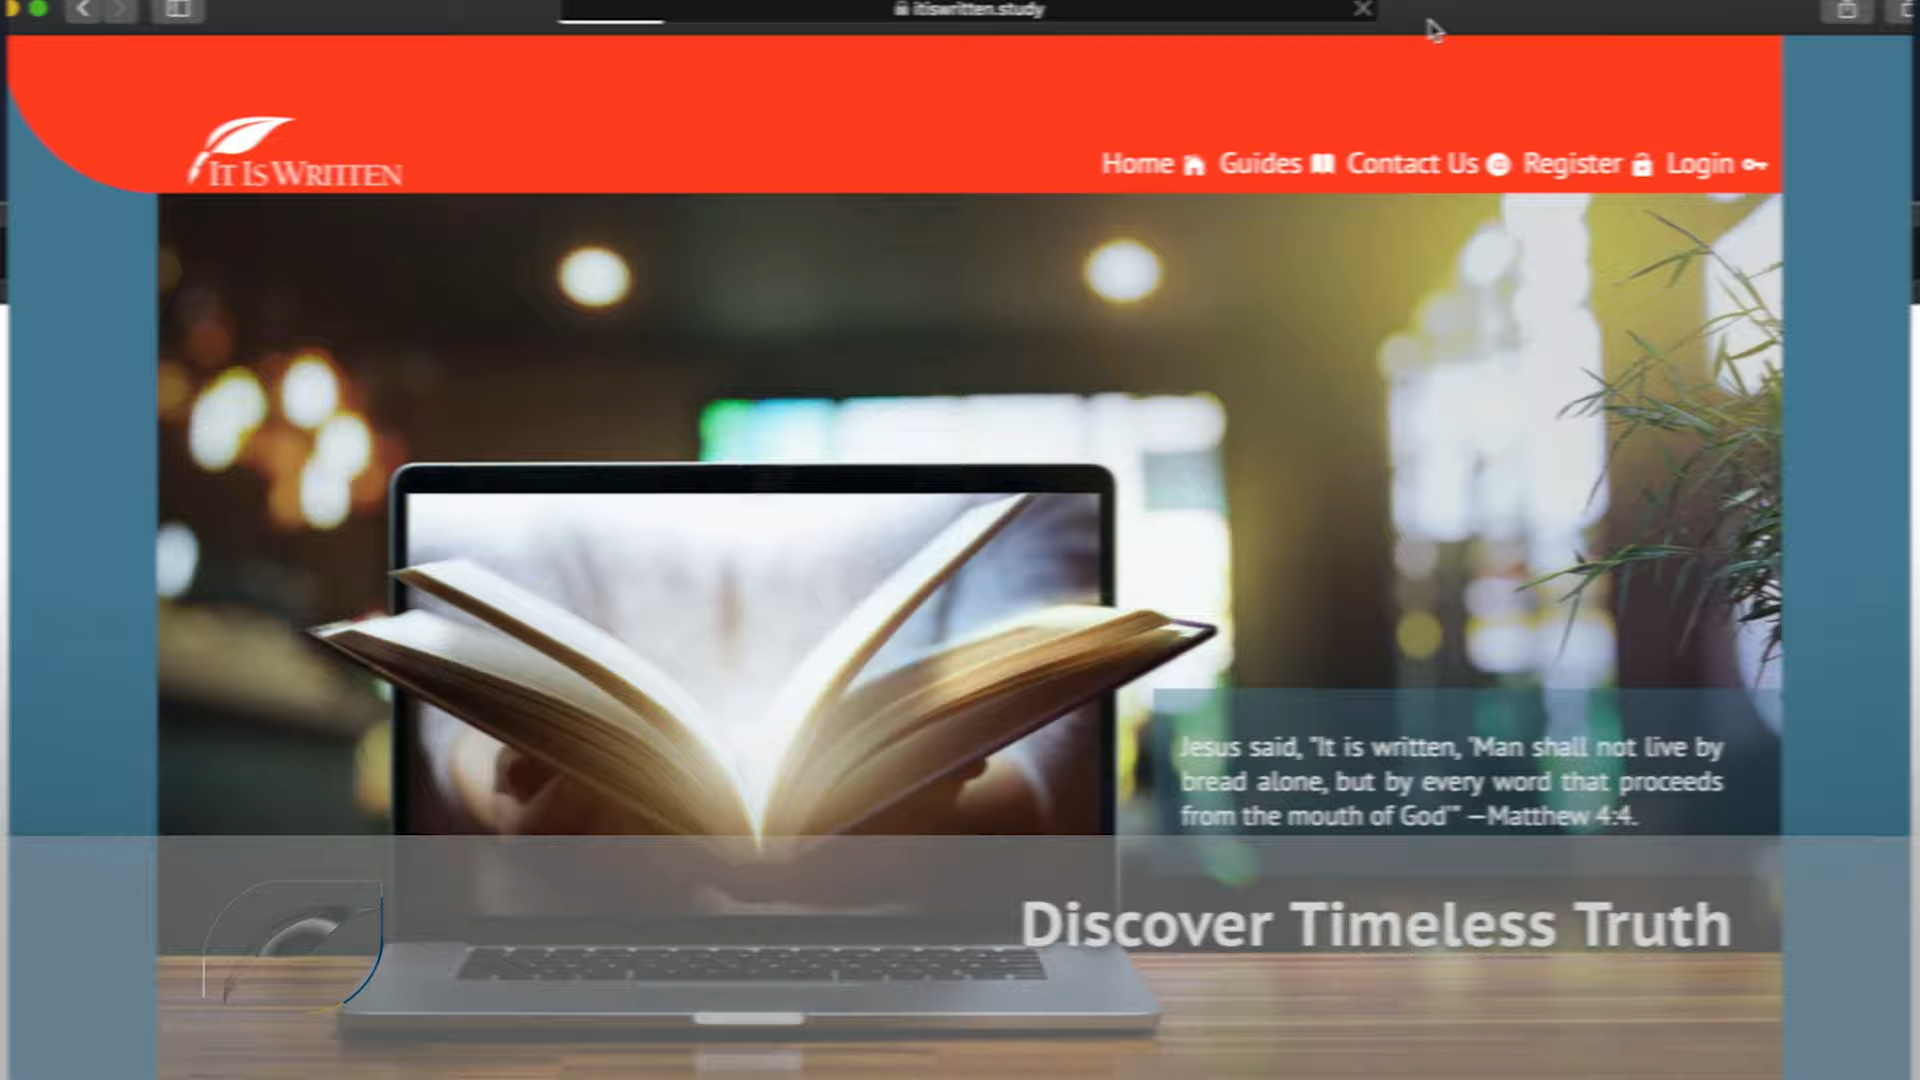 itiswritten.study
IT IS WRITTEN
Home Guides Contact Us Register Login
Jesus said, "It is written, 'Man shall not live by
bread alone, but by every word that proceeds
from the mouth of God'" —Matthew 4:4.
Discover Timeless Truth